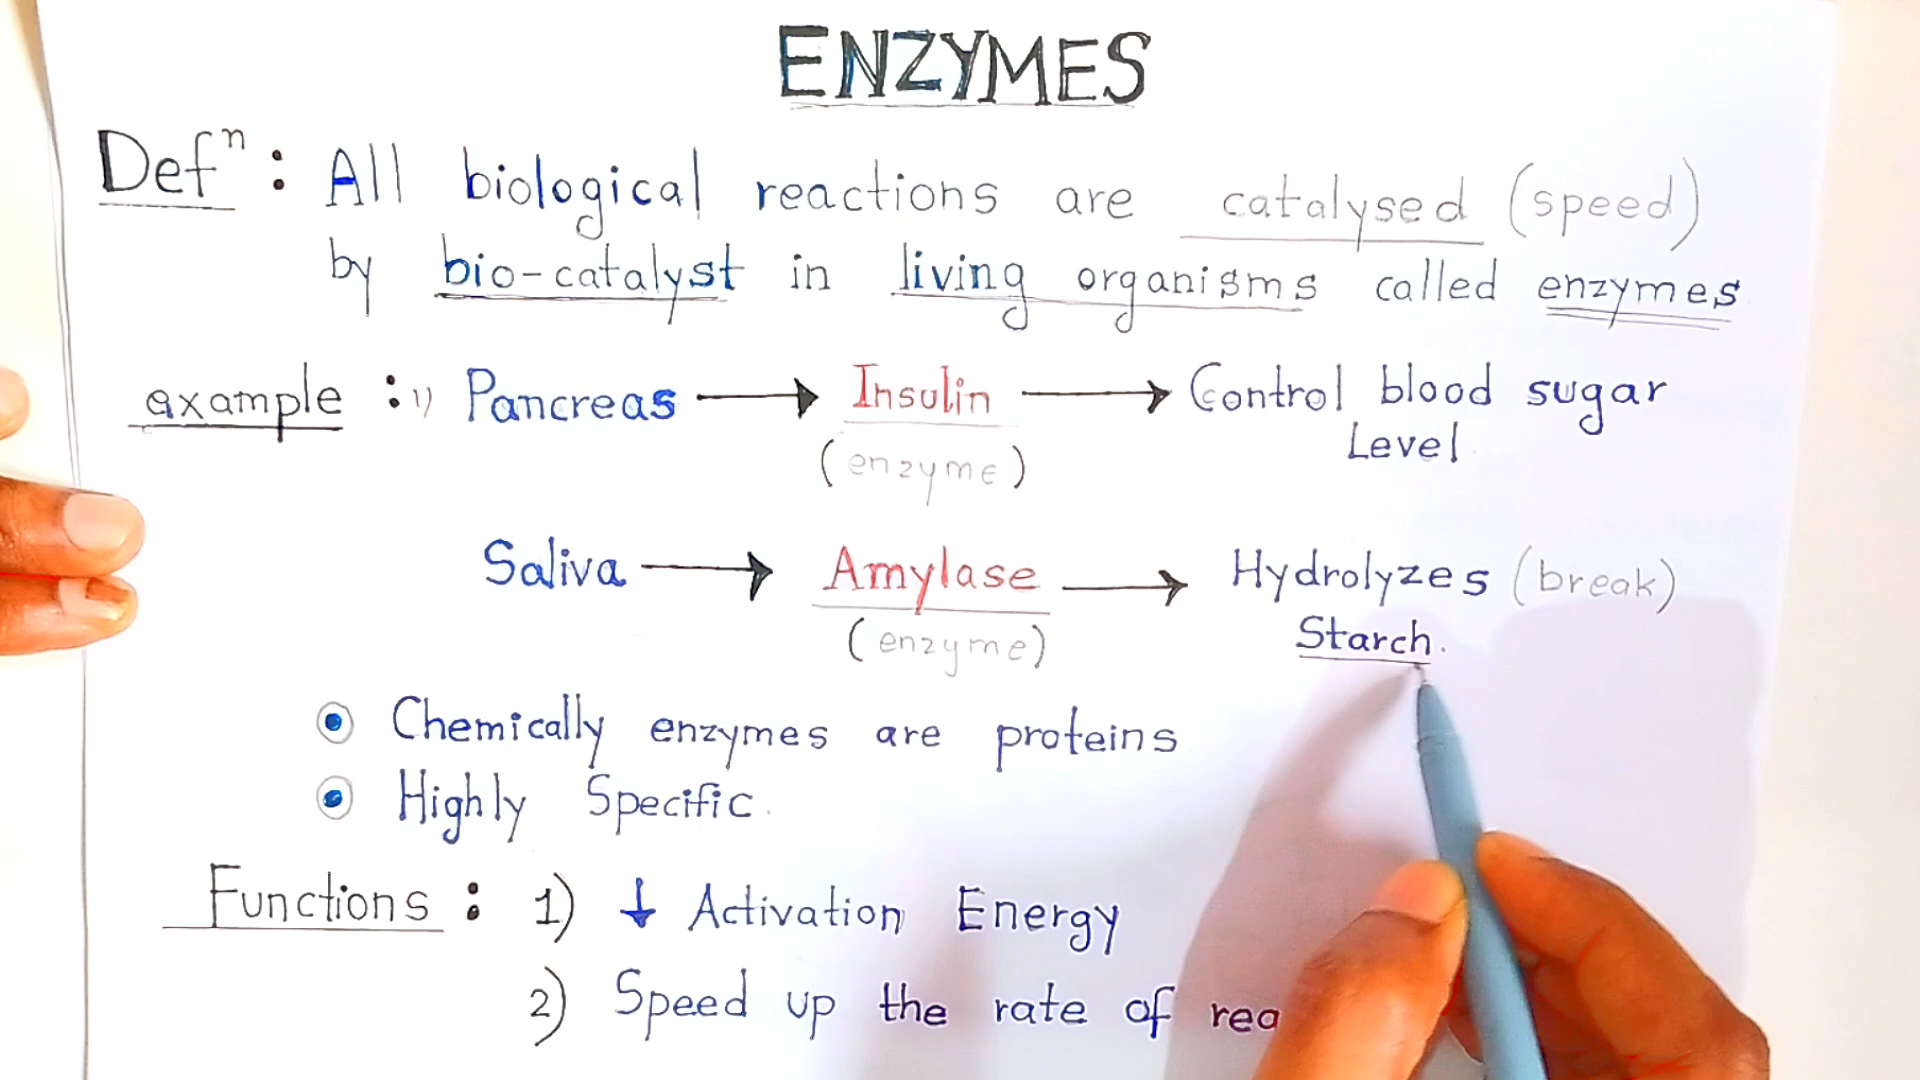 ENZYMES
Defⁿ : All biological reactions are catalysed (speed)
by bio-catalyst in living organisms called enzymes
example : 1) Pancreas → Insulin → Control blood sugar
(enzyme) Level
Saliva → Amylase → Hydrolyzes (break)
(enzyme) Starch.
Chemically enzymes are proteins
Highly Specific.
Functions : 1) ↓ Activation Energy
2) Speed up the rate of rea